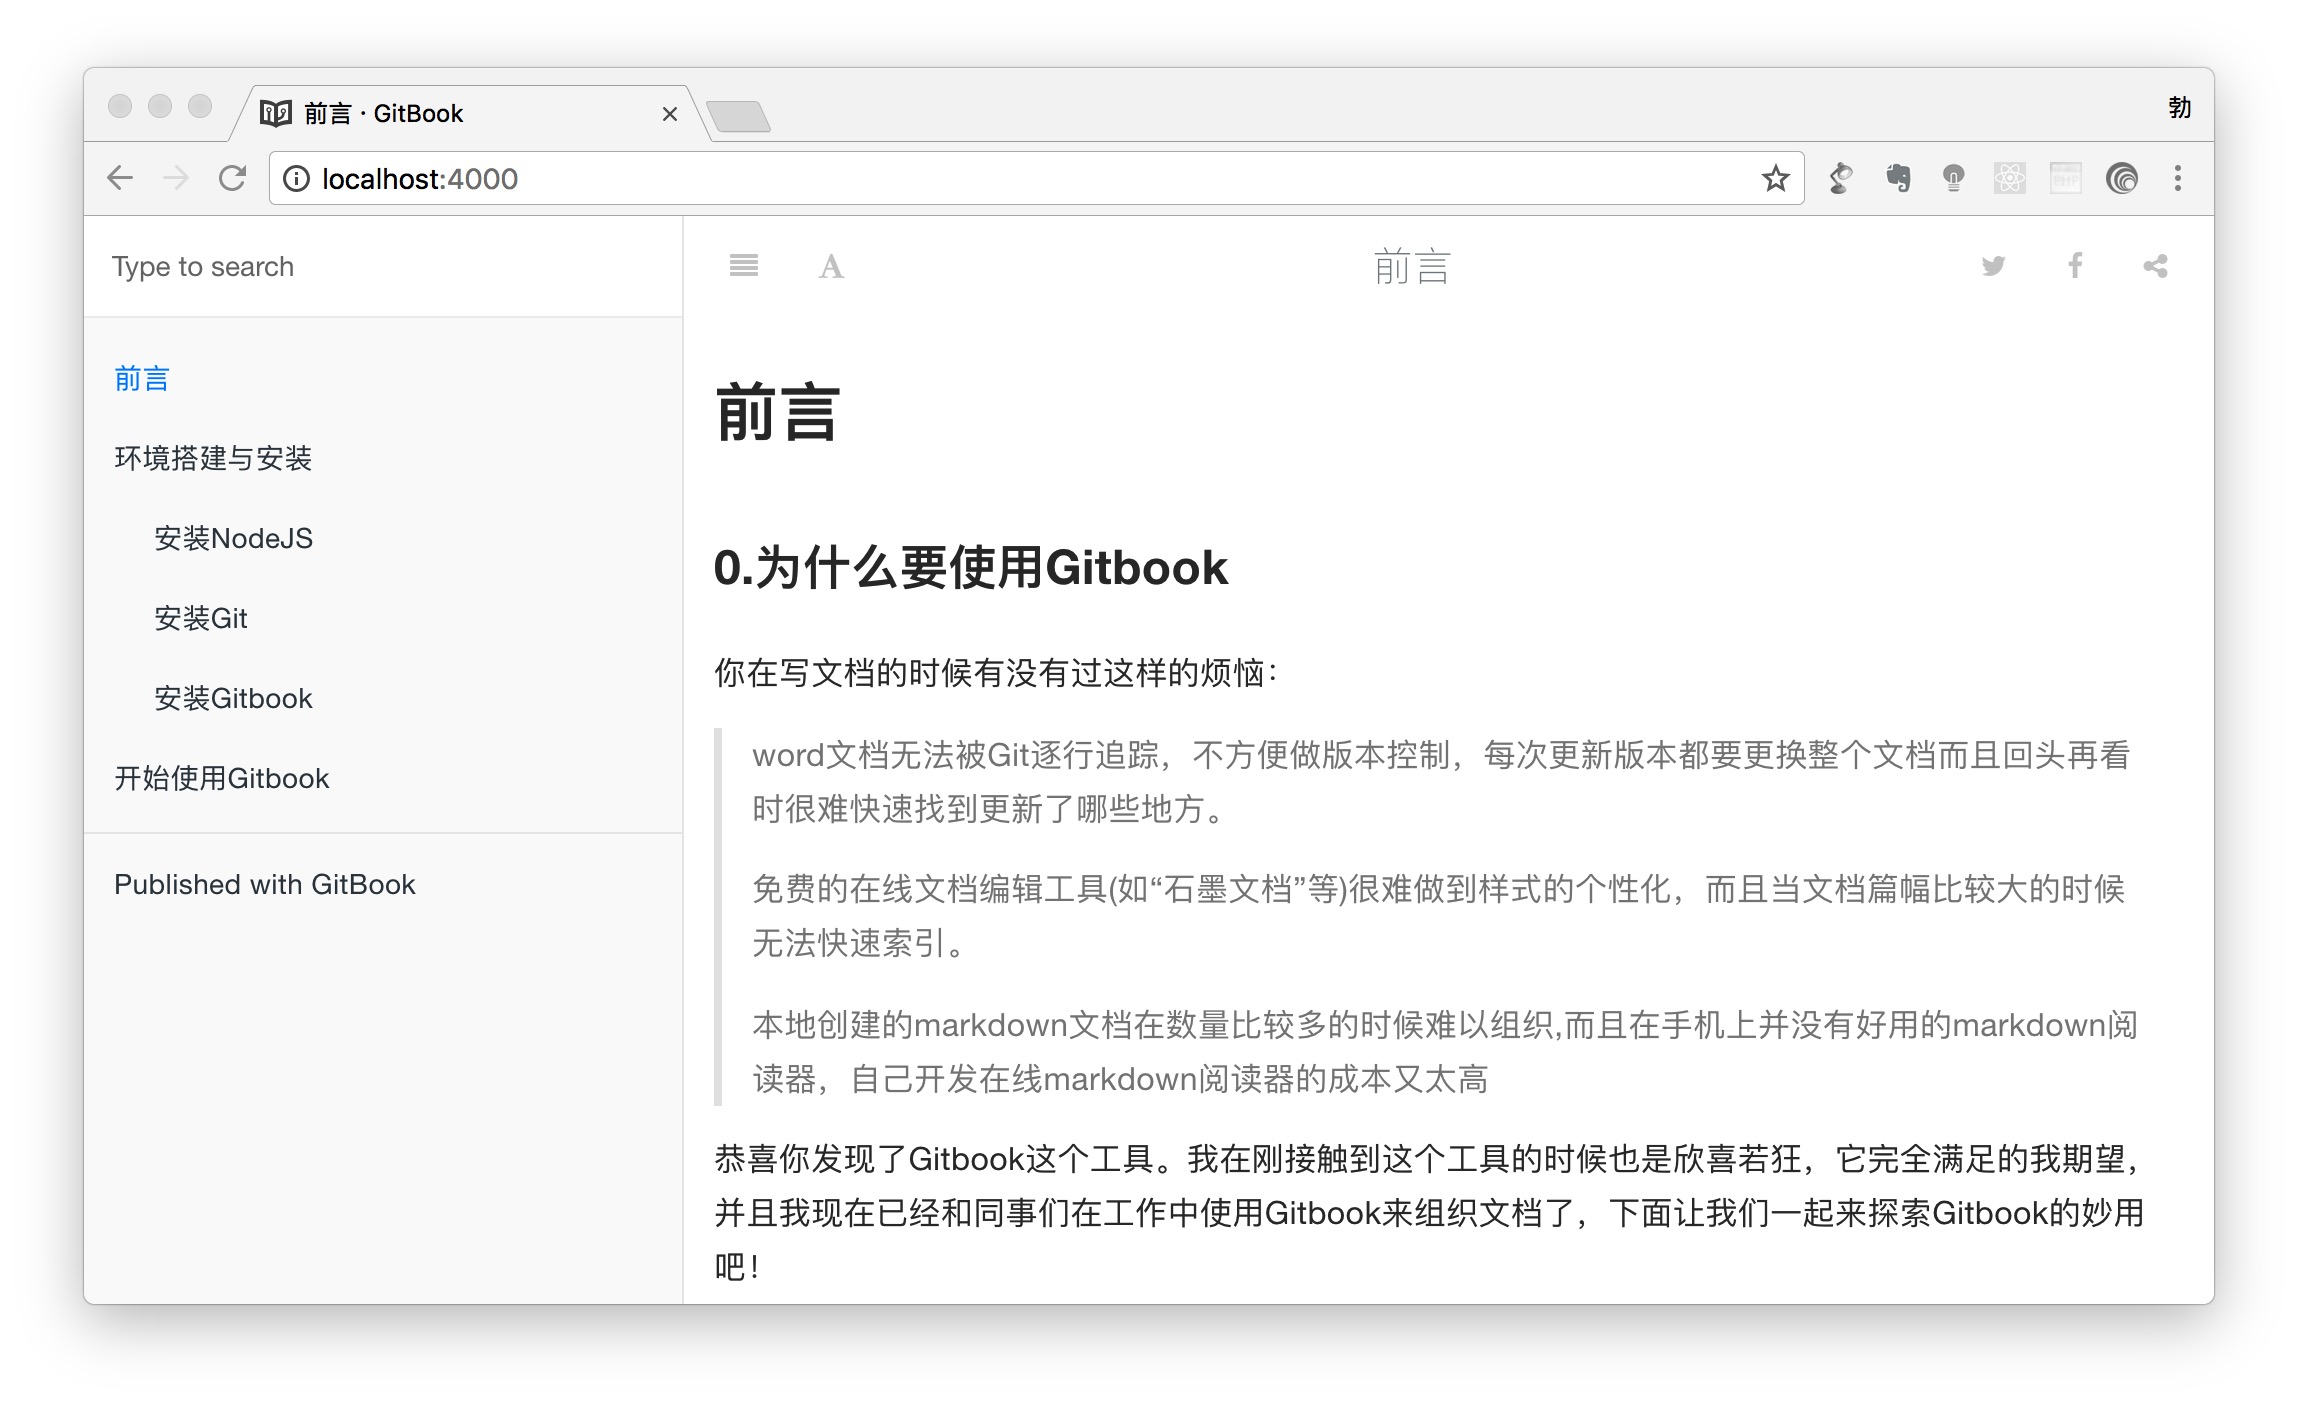 前言 · GitBook
勃
localhost:4000
Type to search
前言
环境搭建与安装
安装NodeJS
安装Git
安装Gitbook
开始使用Gitbook
Published with GitBook
A
前言
前言
0.为什么要使用Gitbook
你在写文档的时候有没有过这样的烦恼：
word文档无法被Git逐行追踪，不方便做版本控制，每次更新版本都要更换整个文档而且回头再看
时很难快速找到更新了哪些地方。
免费的在线文档编辑工具(如“石墨文档”等)很难做到样式的个性化，而且当文档篇幅比较大的时候
无法快速索引。
本地创建的markdown文档在数量比较多的时候难以组织,而且在手机上并没有好用的markdown阅
读器，自己开发在线markdown阅读器的成本又太高
恭喜你发现了Gitbook这个工具。我在刚接触到这个工具的时候也是欣喜若狂，它完全满足的我期望，
并且我现在已经和同事们在工作中使用Gitbook来组织文档了，下面让我们一起来探索Gitbook的妙用
吧！